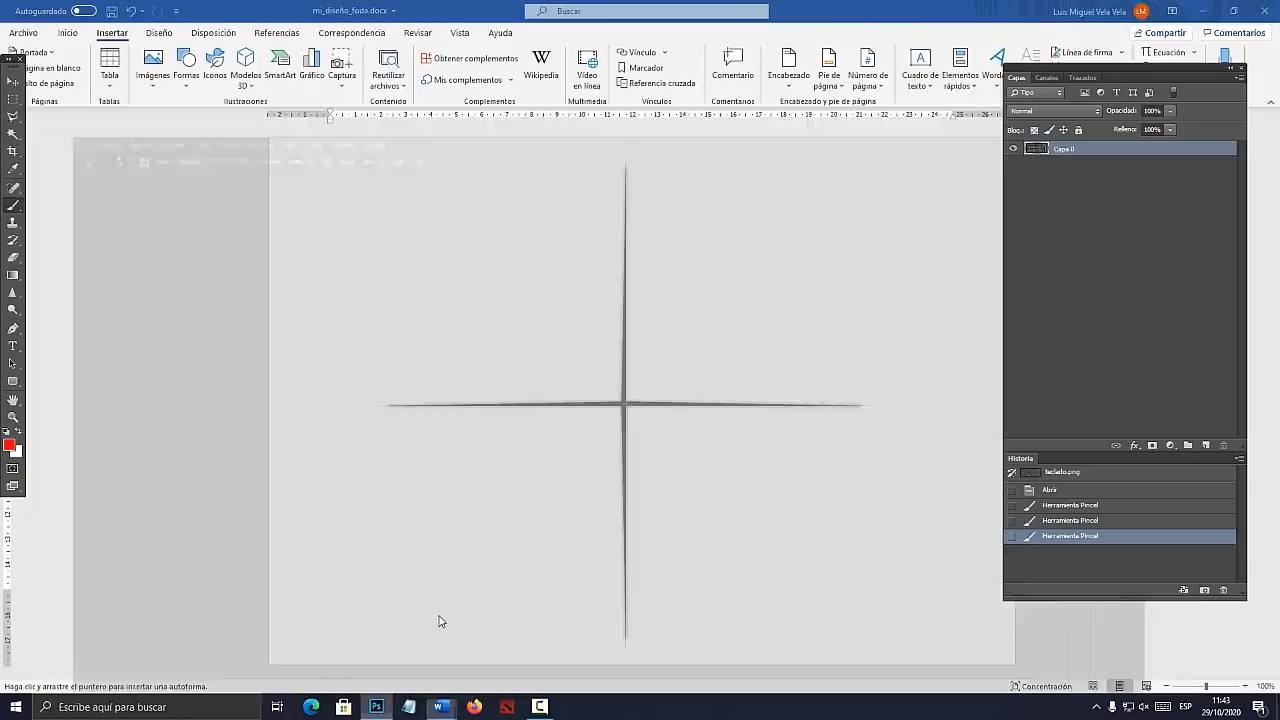 Autoguardado
mi_diseño_foda.docx
Buscar
Luis Miguel Vela Vela
LM
Archivo
Inicio
Insertar
Diseño
Disposición
Referencias
Correspondencia
Revisar
Vista
Ayuda
Compartir
Comentarios
Portada
Página en blanco
Salto de página
Páginas
Tabla
Tablas
Imágenes
Formas
Iconos
Modelos 3D
SmartArt
Gráfico
Captura
Ilustraciones
Reutilizar archivos
Contenido
Obtener complementos
Mis complementos
Complementos
Wikipedia
Vídeo en línea
Multimedia
Vínculo
Marcador
Referencia cruzada
Vínculos
Comentario
Comentarios
Encabezado
Pie de página
Número de página
Encabezado y pie de página
Cuadro de texto
Elementos rápidos
Línea de firma
Ecuación
Capas
Canales
Trazados
Tipo
Normal
Opacidad:
100%
Bloq.:
Relleno:
100%
Capa 0
Historia
teclado.png
Abrir
Herramienta Pincel
Herramienta Pincel
Herramienta Pincel
Haga clic y arrastre el puntero para insertar una autoforma.
Concentración
100%
Escribe aquí para buscar
ESP
11:43
29/10/2020